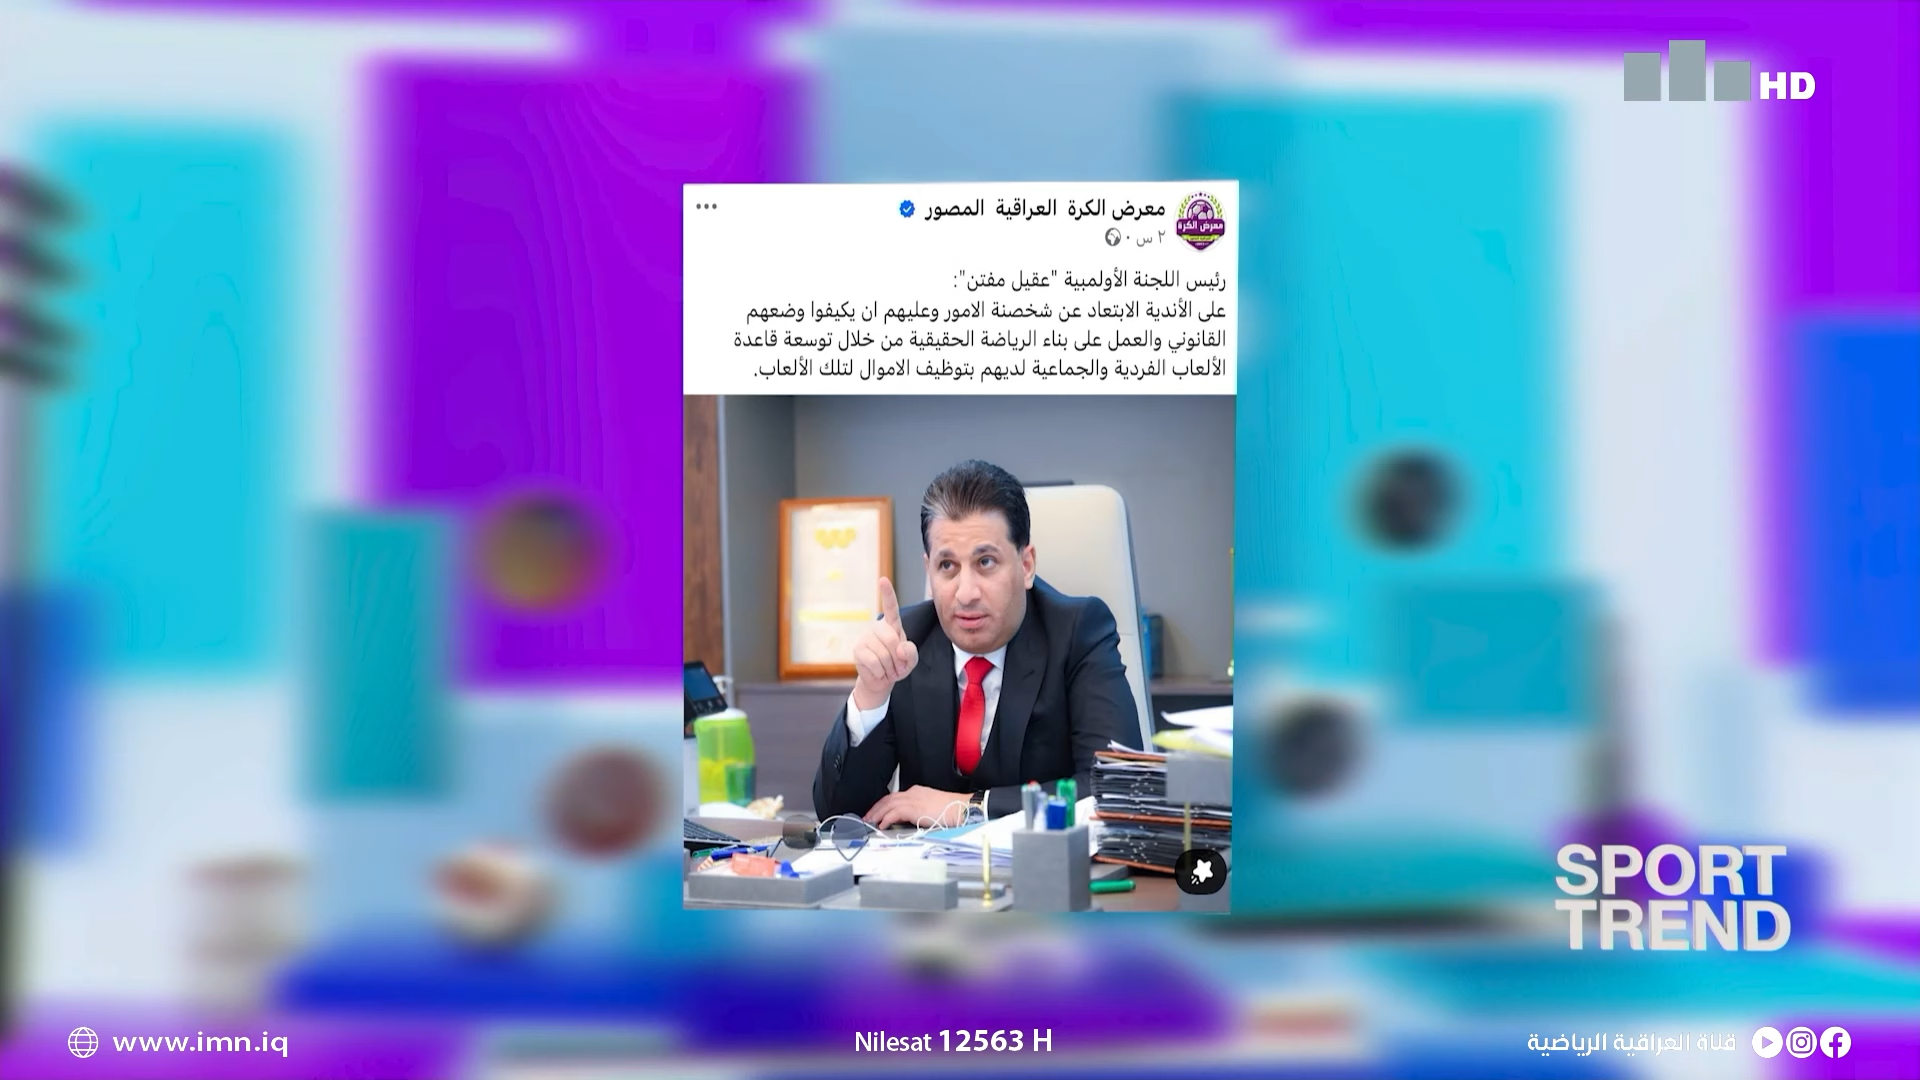 HD
معرض الكرة العراقية المصور
٢ س
معرض الكرة
رئيس اللجنة الأولمبية "عقيل مفتن":
على الأندية الابتعاد عن شخصنة الامور وعليهم ان يكيفوا وضعهم
القانوني والعمل على بناء الرياضة الحقيقية من خلال توسعة قاعدة
الألعاب الفردية والجماعية لديهم بتوظيف الاموال لتلك الألعاب.
SPORT
TREND
www.imn.iq
Nilesat 12563 H
قناة العراقية الرياضية